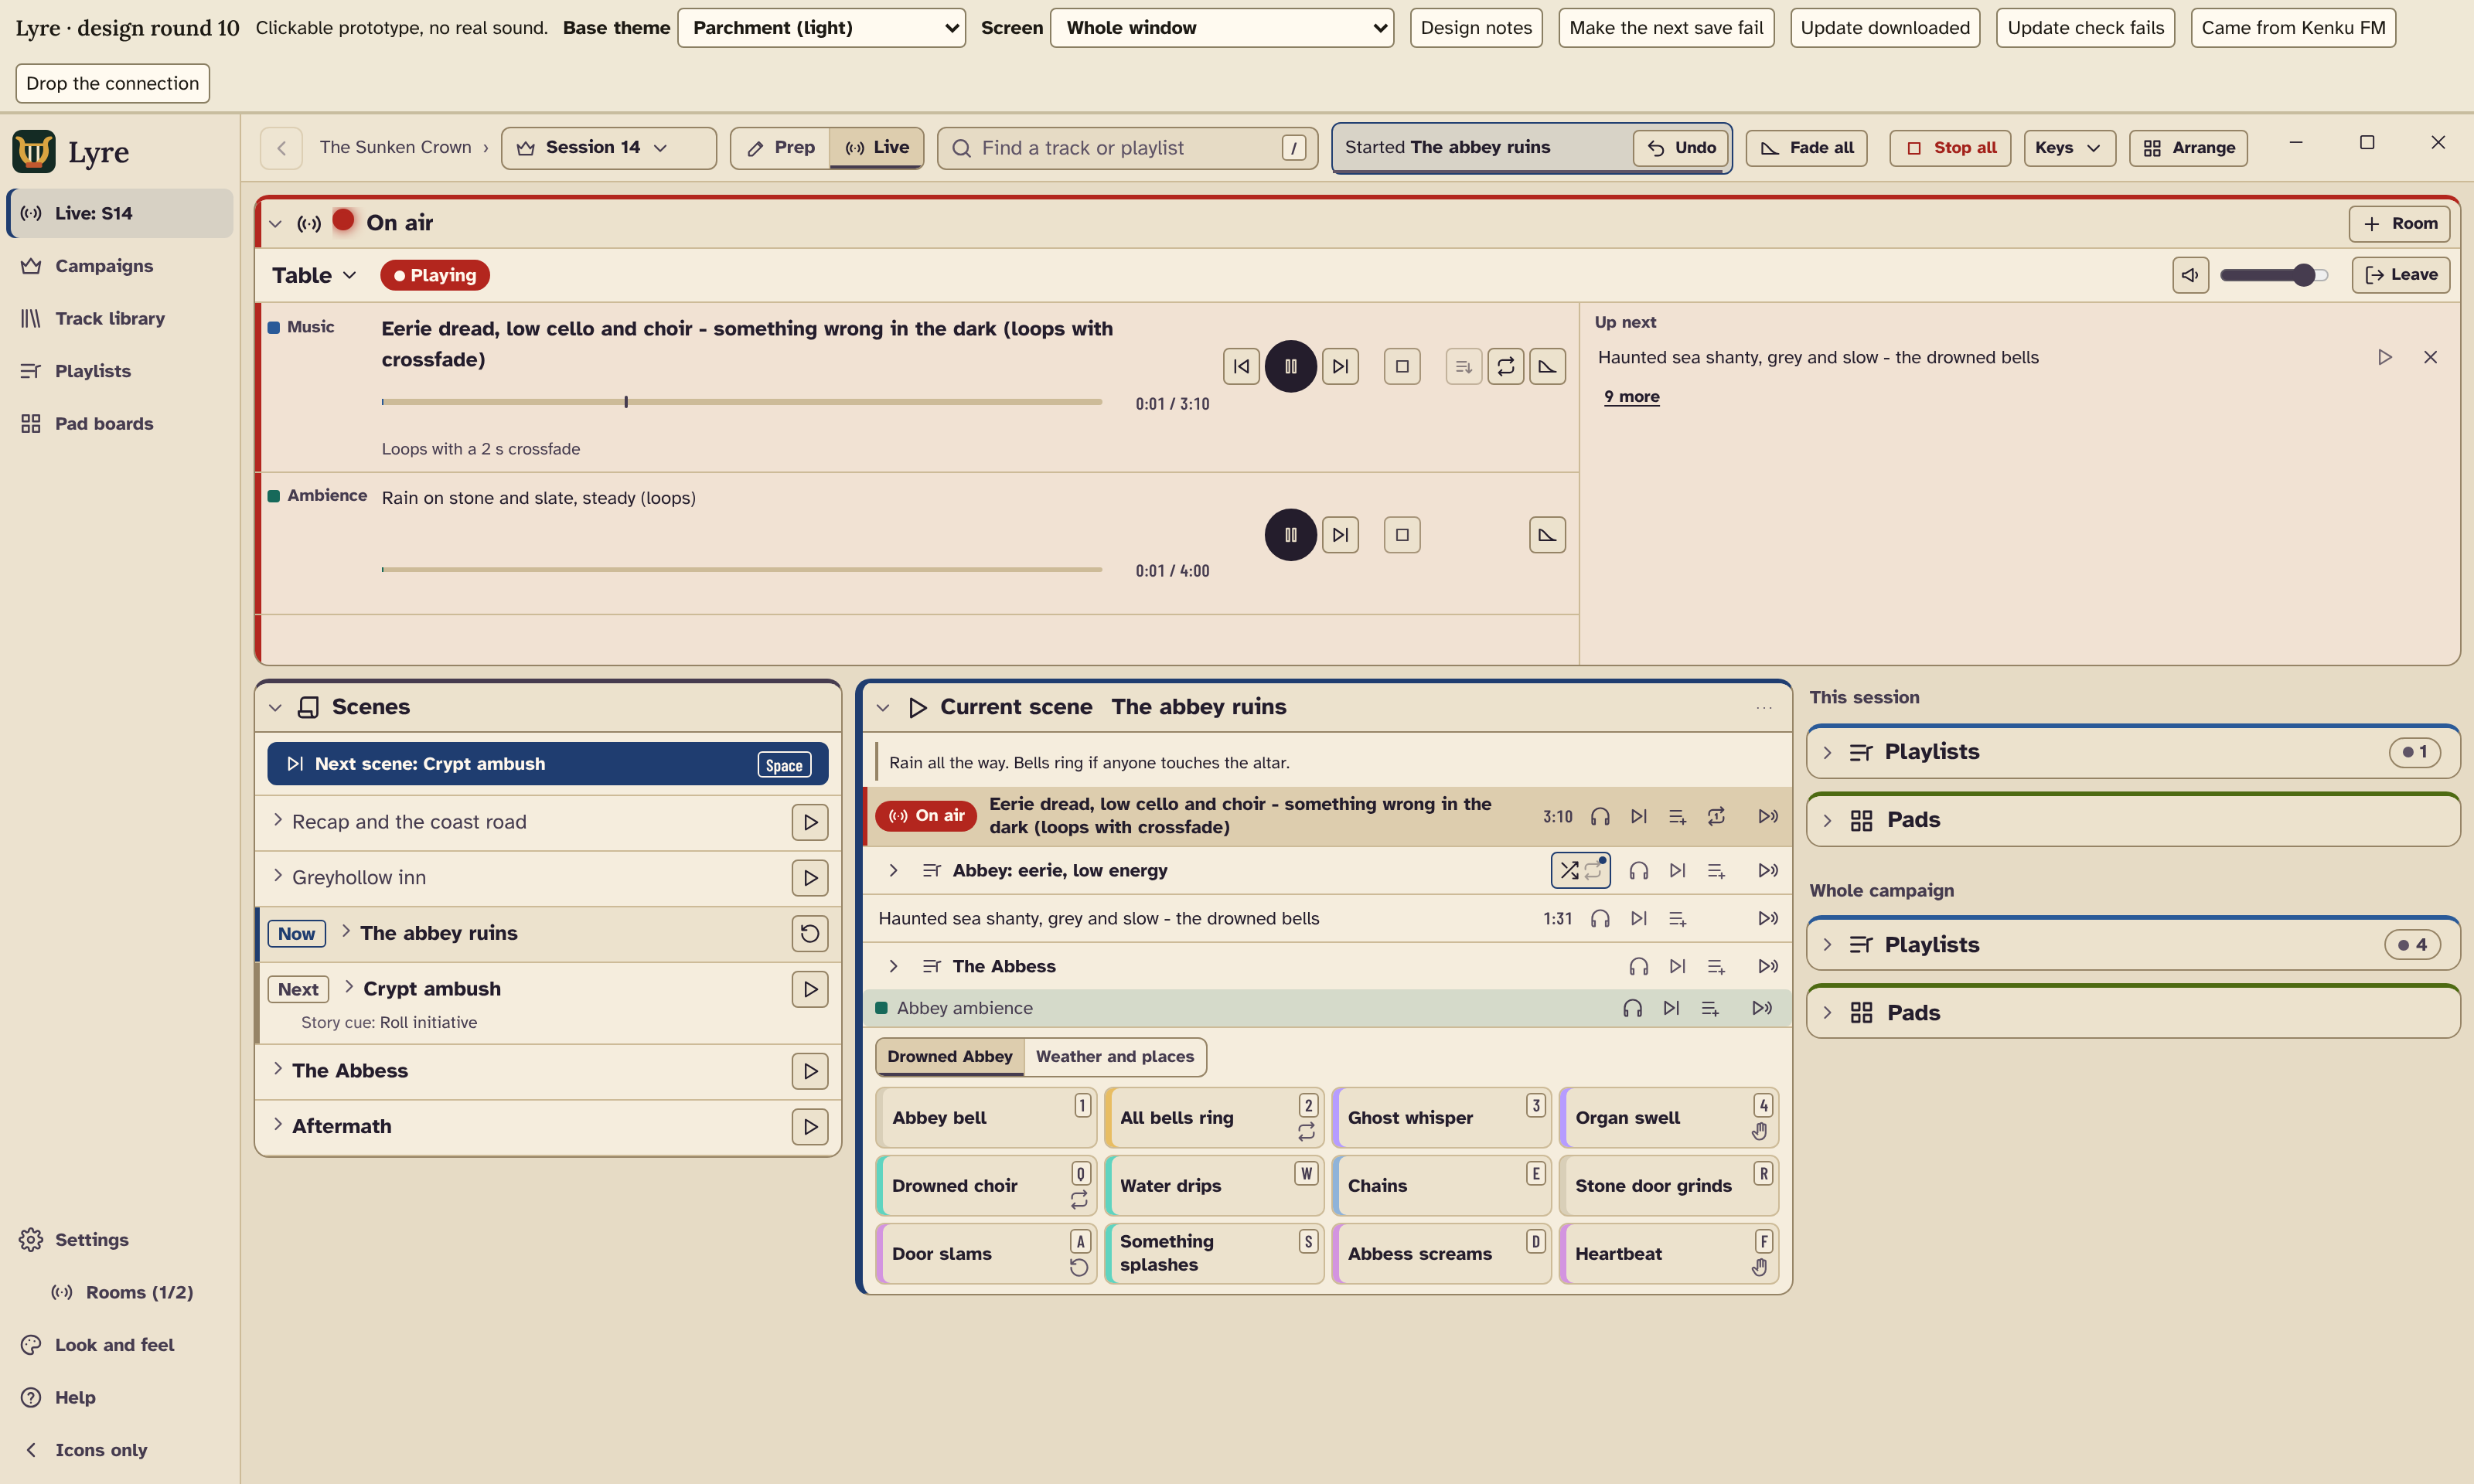 Lyre · design round 10 Clickable prototype, no real sound. Base theme Parchment (light) Screen Whole window Design notes Make the next save fail Update downloaded Update check fails Came from Kenku FM
Drop the connection
Lyre
The Sunken Crown › Session 14 Prep Live Find a track or playlist / Started The abbey ruins Undo Fade all Stop all Keys Arrange
Live: S14
Campaigns
Track library
Playlists
Pad boards
Settings
Rooms (1/2)
Look and feel
Help
Icons only
On air Room
Table Playing Leave
Music Eerie dread, low cello and choir - something wrong in the dark (loops with
crossfade)
0:01 / 3:10
Loops with a 2 s crossfade
Ambience Rain on stone and slate, steady (loops)
0:01 / 4:00
Up next
Haunted sea shanty, grey and slow - the drowned bells
9 more
Scenes
Next scene: Crypt ambush Space
Recap and the coast road
Greyhollow inn
Now The abbey ruins
Next Crypt ambush
Story cue: Roll initiative
The Abbess
Aftermath
Current scene The abbey ruins ...
Rain all the way. Bells ring if anyone touches the altar.
On air Eerie dread, low cello and choir - something wrong in the
dark (loops with crossfade) 3:10
Abbey: eerie, low energy
Haunted sea shanty, grey and slow - the drowned bells 1:31
The Abbess
Abbey ambience
Drowned Abbey Weather and places
Abbey bell 1 All bells ring 2 Ghost whisper 3 Organ swell 4
Drowned choir Q Water drips W Chains E Stone door grinds R
Door slams A Something splashes S Abbess screams D Heartbeat F
This session
Playlists 1
Pads
Whole campaign
Playlists 4
Pads